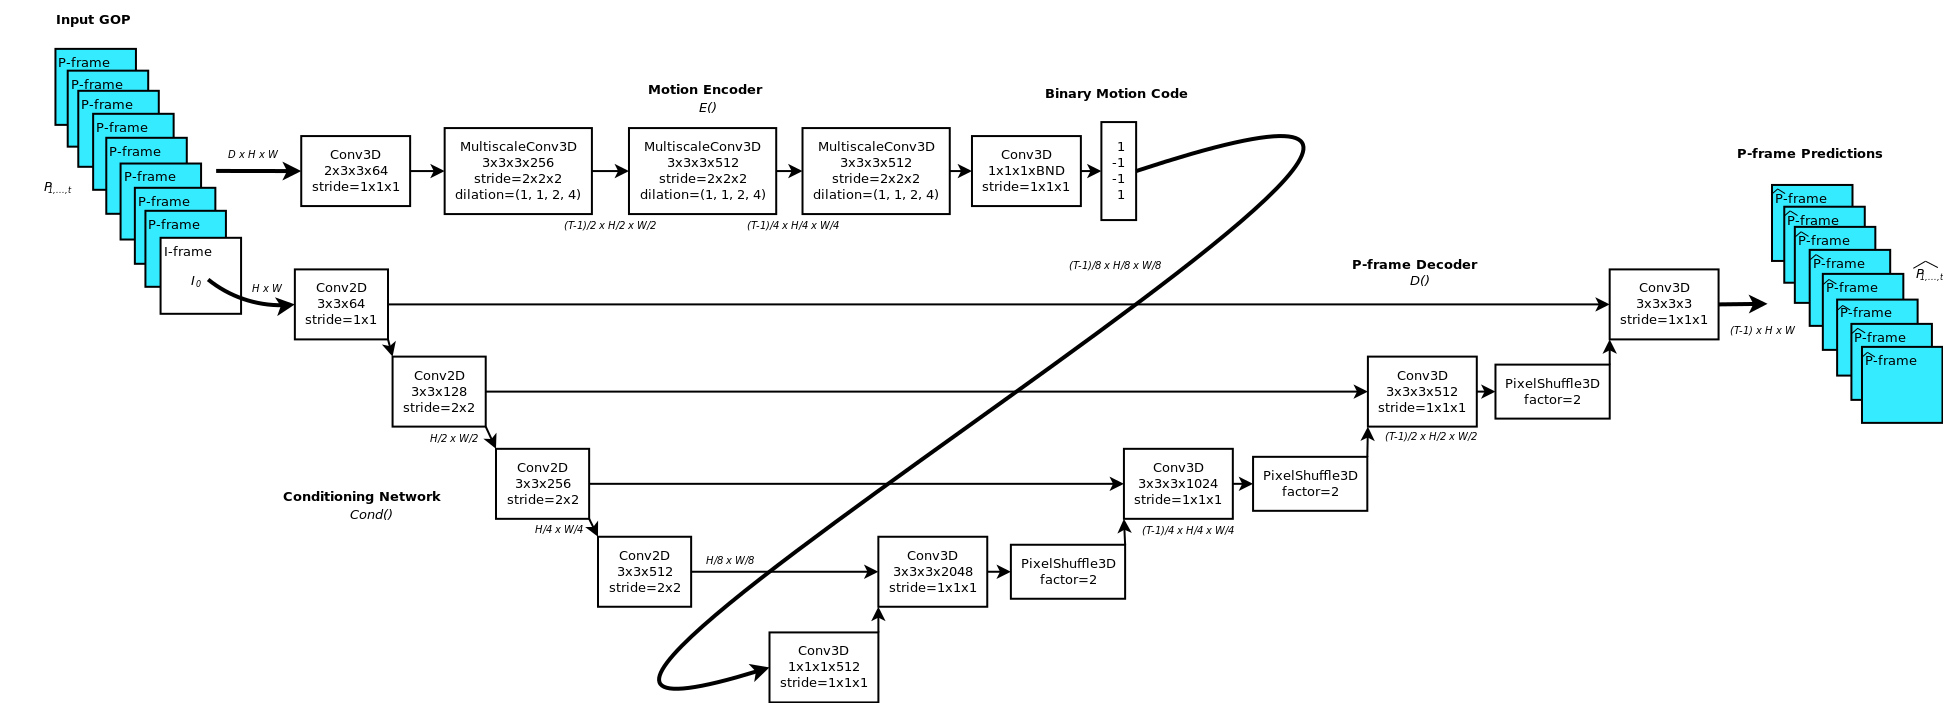 Input GOP
P-frame
P-frame
P-frame
P-frame
P-frame
P-frame
P-frame
P-frame
I-frame
I0
P1,...,t
D x H x W
H x W
Motion Encoder
E()
Conv3D
2x3x3x64
stride=1x1x1
MultiscaleConv3D
3x3x3x256
stride=2x2x2
dilation=(1, 1, 2, 4)
(T-1)/2 x H/2 x W/2
MultiscaleConv3D
3x3x3x512
stride=2x2x2
dilation=(1, 1, 2, 4)
(T-1)/4 x H/4 x W/4
MultiscaleConv3D
3x3x3x512
stride=2x2x2
dilation=(1, 1, 2, 4)
Conv3D
1x1x1xBND
stride=1x1x1
Binary Motion Code
1
-1
-1
1
(T-1)/8 x H/8 x W/8
Conditioning Network
Cond()
Conv2D
3x3x64
stride=1x1
Conv2D
3x3x128
stride=2x2
H/2 x W/2
Conv2D
3x3x256
stride=2x2
H/4 x W/4
Conv2D
3x3x512
stride=2x2
H/8 x W/8
P-frame Decoder
D()
Conv3D
1x1x1x512
stride=1x1x1
Conv3D
3x3x3x2048
stride=1x1x1
PixelShuffle3D
factor=2
Conv3D
3x3x3x1024
stride=1x1x1
(T-1)/4 x H/4 x W/4
PixelShuffle3D
factor=2
Conv3D
3x3x3x512
stride=1x1x1
(T-1)/2 x H/2 x W/2
PixelShuffle3D
factor=2
Conv3D
3x3x3x3
stride=1x1x1
(T-1) x H x W
P-frame Predictions
P-frame
P-frame
P-frame
P-frame
P-frame
P-frame
P-frame
P-frame
P1,...,t